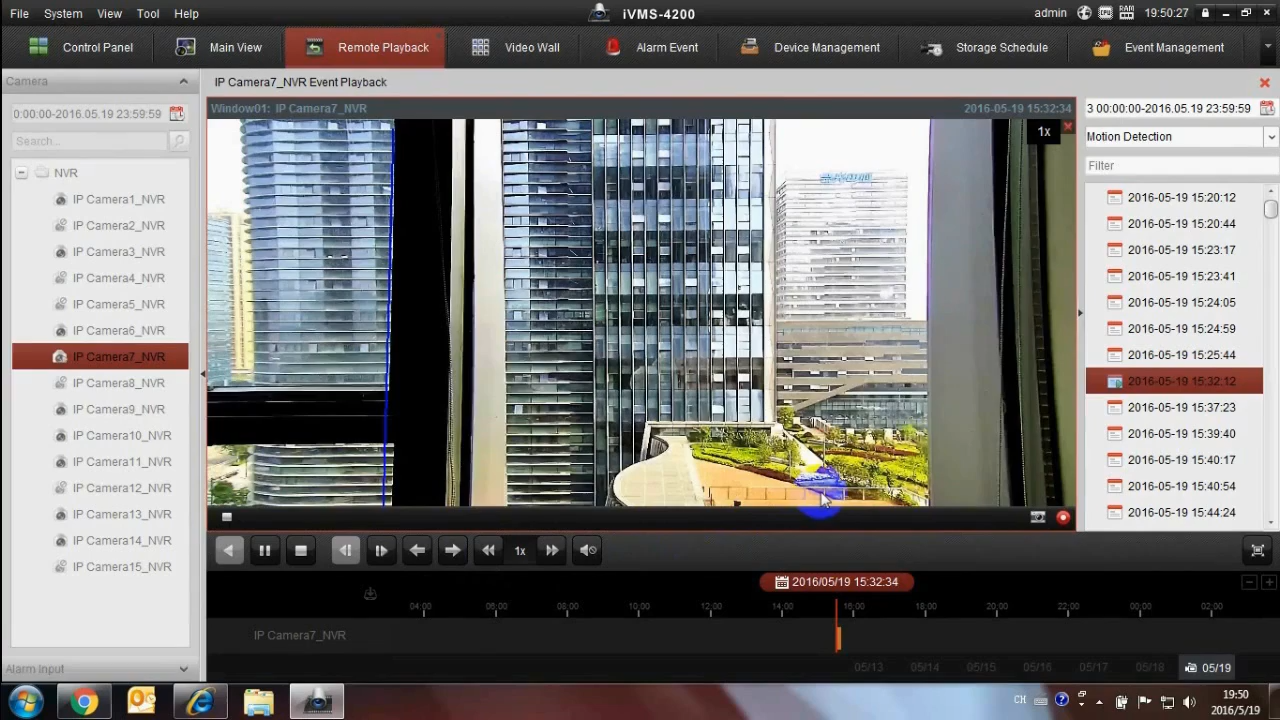 File System View Tool Help
iVMS-4200
admin 19:50:27
Control Panel
Main View
Remote Playback
Video Wall
Alarm Event
Device Management
Storage Schedule
Event Management
Camera
0:00:00-2016.05.19 23:59:59
Search...
NVR
IP Camera1_NVR
IP Camera2_NVR
IP Camera3_NVR
IP Camera4_NVR
IP Camera5_NVR
IP Camera6_NVR
IP Camera7_NVR
IP Camera8_NVR
IP Camera9_NVR
IP Camera10_NVR
IP Camera11_NVR
IP Camera12_NVR
IP Camera13_NVR
IP Camera14_NVR
IP Camera15_NVR
Alarm Input
IP Camera7_NVR Event Playback
Window01: IP Camera7_NVR 2016-05-19 15:32:34
1x
3 00:00:00-2016.05.19 23:59:59
Motion Detection
Filter
2016-05-19 15:20:12
2016-05-19 15:20:44
2016-05-19 15:23:17
2016-05-19 15:23:41
2016-05-19 15:24:05
2016-05-19 15:24:59
2016-05-19 15:25:44
2016-05-19 15:32:12
2016-05-19 15:37:23
2016-05-19 15:39:40
2016-05-19 15:40:17
2016-05-19 15:40:54
2016-05-19 15:44:24
1x
2016/05/19 15:32:34
04:00 06:00 08:00 10:00 12:00 14:00 16:00 18:00 20:00 22:00 00:00 02:00
IP Camera7_NVR
05/13 05/14 05/15 05/16 05/17 05/18 05/19
CH
19:50
2016/5/19